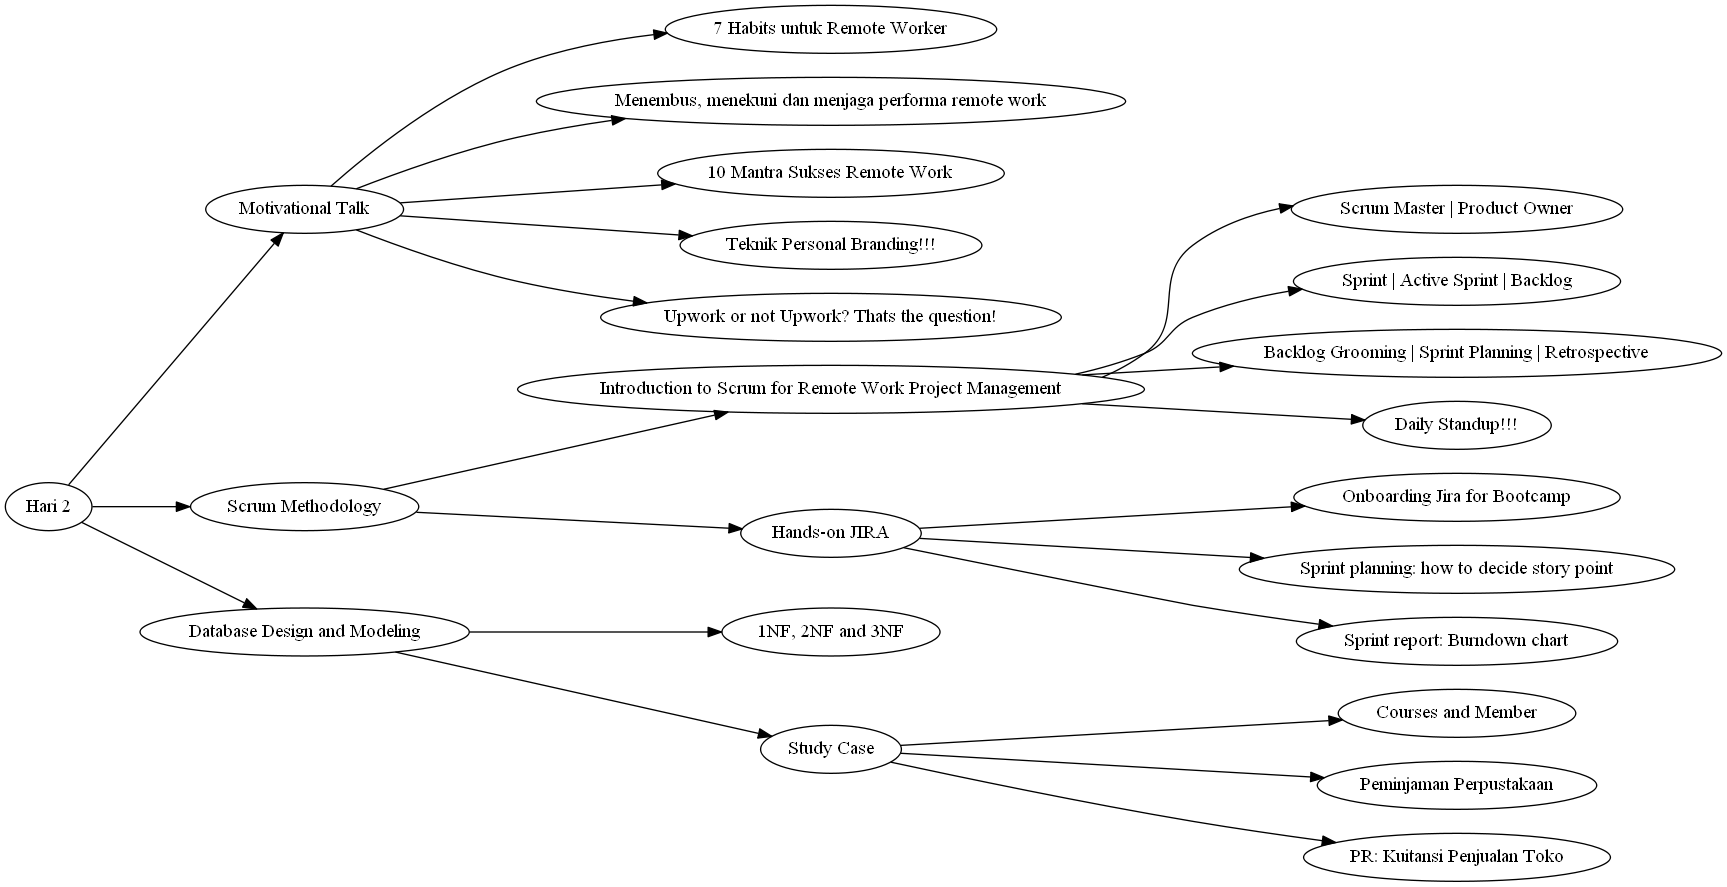 Hari 2
Motivational Talk
7 Habits untuk Remote Worker
Menembus, menekuni dan menjaga performa remote work
10 Mantra Sukses Remote Work
Teknik Personal Branding!!!
Upwork or not Upwork? Thats the question!
Scrum Methodology
Introduction to Scrum for Remote Work Project Management
Scrum Master | Product Owner
Sprint | Active Sprint | Backlog
Backlog Grooming | Sprint Planning | Retrospective
Daily Standup!!!
Hands-on JIRA
Onboarding Jira for Bootcamp
Sprint planning: how to decide story point
Sprint report: Burndown chart
Database Design and Modeling
1NF, 2NF and 3NF
Study Case
Courses and Member
Peminjaman Perpustakaan
PR: Kuitansi Penjualan Toko